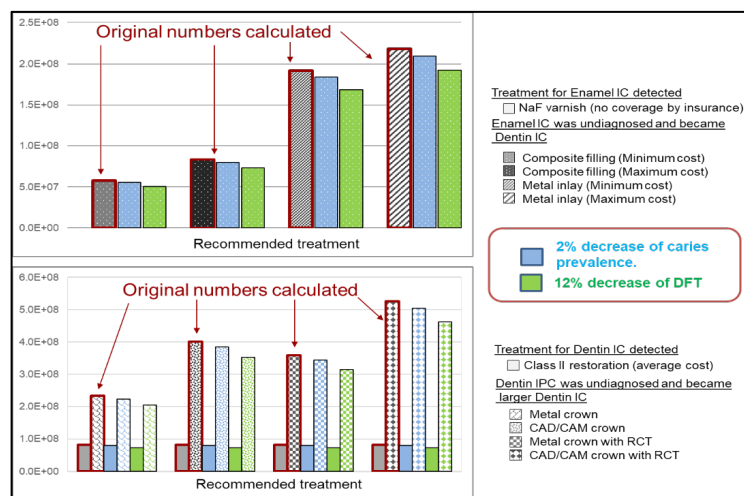 2.5E+08
Original numbers calculated
2.0E+08
1.5E+08
1.0E+08
5.0E+07
0.0E+00
Recommended treatment
Treatment for Enamel IC detected
NaF varnish (no coverage by insurance)
Enamel IC was undiagnosed and became
Dentin IC
Composite filling (Minimum cost)
Composite filling (Maximum cost)
Metal inlay (Minimum cost)
Metal inlay (Maximum cost)
2% decrease of caries
prevalence.
12% decrease of DFT
6.0E+08
Original numbers calculated
5.0E+08
4.0E+08
3.0E+08
2.0E+08
1.0E+08
0.0E+00
Recommended treatment
Treatment for Dentin IC detected
Class II restoration (average cost)
Dentin IPC was undiagnosed and became
larger Dentin IC
Metal crown
CAD/CAM crown
Metal crown with RCT
CAD/CAM crown with RCT